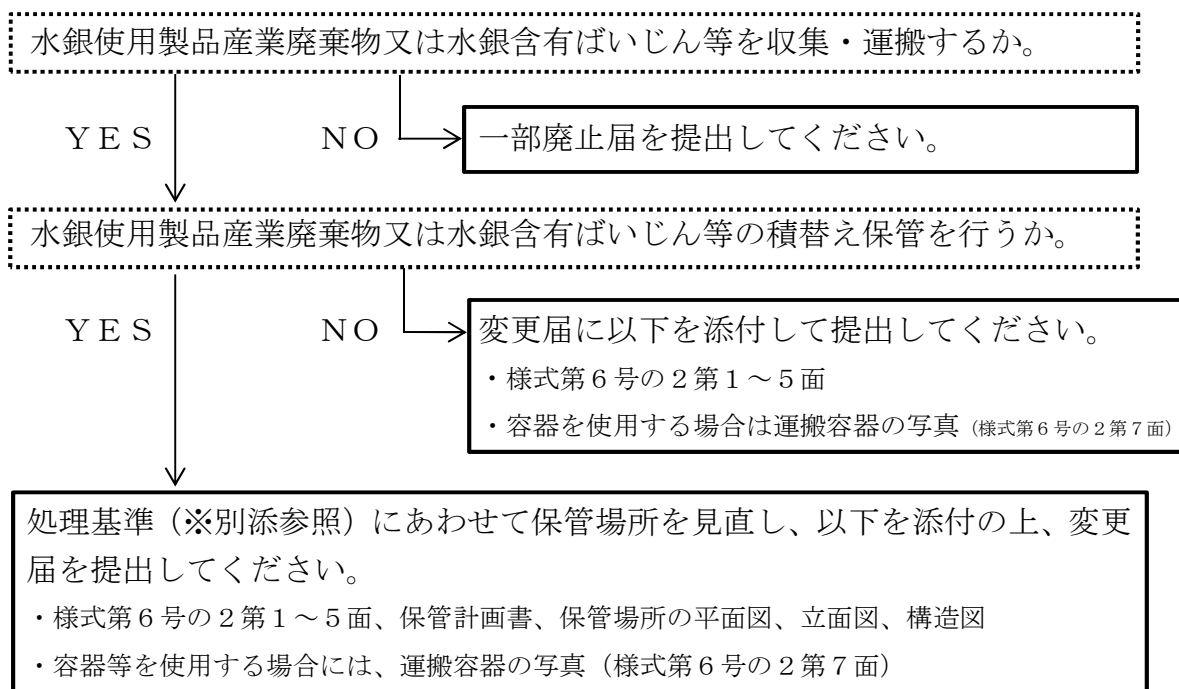 水銀使用製品産業廃棄物又は水銀含有ばいじん等を収集・運搬するか。
ＹＥＳ
ＮＯ
一部廃止届を提出してください。
水銀使用製品産業廃棄物又は水銀含有ばいじん等の積替え保管を行うか。
ＹＥＳ
ＮＯ
変更届に以下を添付して提出してください。
・様式第６号の２第１～５面
・容器を使用する場合は運搬容器の写真（様式第６号の２第７面）
処理基準（※別添参照）にあわせて保管場所を見直し、以下を添付の上、変更
届を提出してください。
・様式第６号の２第１～５面、保管計画書、保管場所の平面図、立面図、構造図
・容器等を使用する場合には、運搬容器の写真（様式第６号の２第７面）